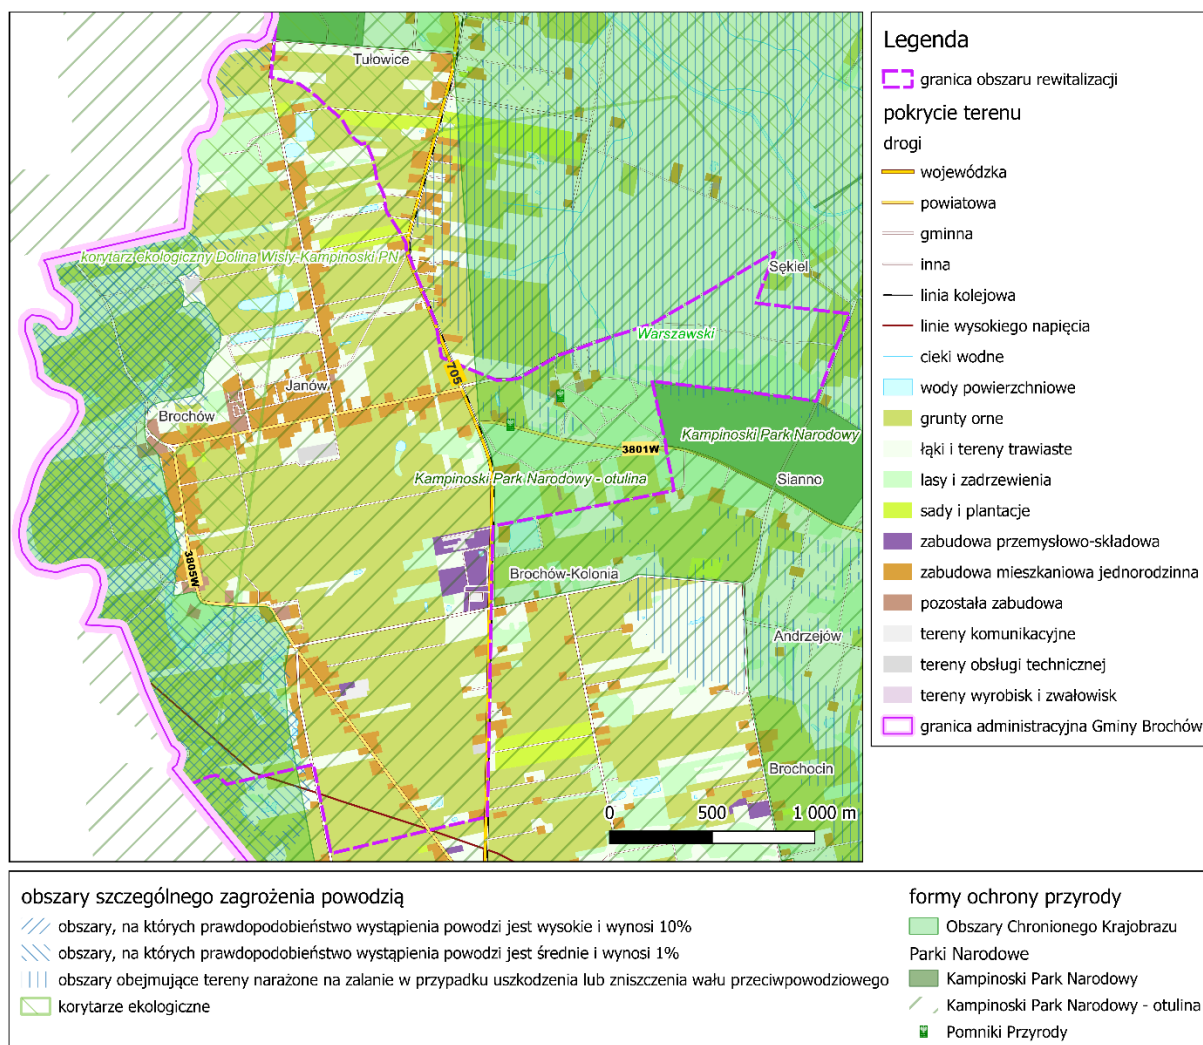 Tułowice
korytarz ekologiczny Dolina Wisły-Kampinoski PN
Sękiel
Warszawski
705
Janów
Brochów
Kampinoski Park Narodowy
3801W
Kampinoski Park Narodowy - otulina
Sianno
3805W
Brochów-Kolonia
Andrzejów
Brochocin
0 500 1 000 m
Legenda
granica obszaru rewitalizacji
pokrycie terenu
drogi
wojewódzka
powiatowa
gminna
inna
linia kolejowa
linie wysokiego napięcia
cieki wodne
wody powierzchniowe
grunty orne
łąki i tereny trawiaste
lasy i zadrzewienia
sady i plantacje
zabudowa przemysłowo-składowa
zabudowa mieszkaniowa jednorodzinna
pozostała zabudowa
tereny komunikacyjne
tereny obsługi technicznej
tereny wyrobisk i zwałowisk
granica administracyjna Gminy Brochów
obszary szczególnego zagrożenia powodzią
obszary, na których prawdopodobieństwo wystąpienia powodzi jest wysokie i wynosi 10%
obszary, na których prawdopodobieństwo wystąpienia powodzi jest średnie i wynosi 1%
obszary obejmujące tereny narażone na zalanie w przypadku uszkodzenia lub zniszczenia wału przeciwpowodziowego
korytarze ekologiczne
formy ochrony przyrody
Obszary Chronionego Krajobrazu
Parki Narodowe
Kampinoski Park Narodowy
Kampinoski Park Narodowy - otulina
Pomniki Przyrody